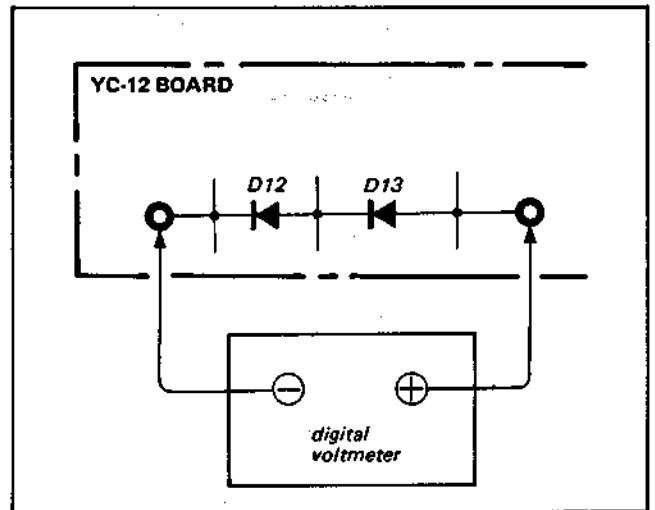 YC-12 BOARD
D12 D13
− +
digital
voltmeter